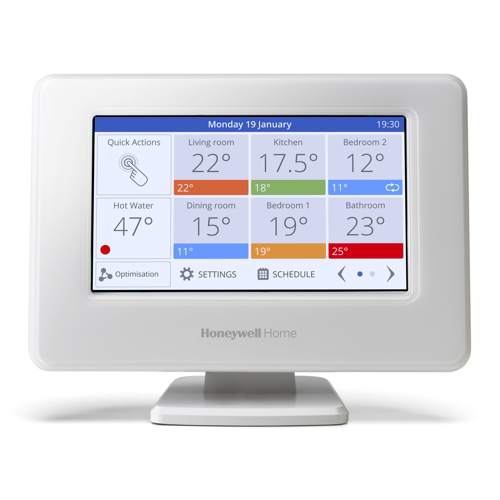 Monday 19 January 19:30
Quick Actions
Living room
22°
22°
Kitchen
17.5°
18°
Bedroom 2
12°
11°
Hot Water
47°
Dining room
15°
11°
Bedroom 1
19°
19°
Bathroom
23°
25°
Optimisation
SETTINGS
SCHEDULE
Honeywell Home